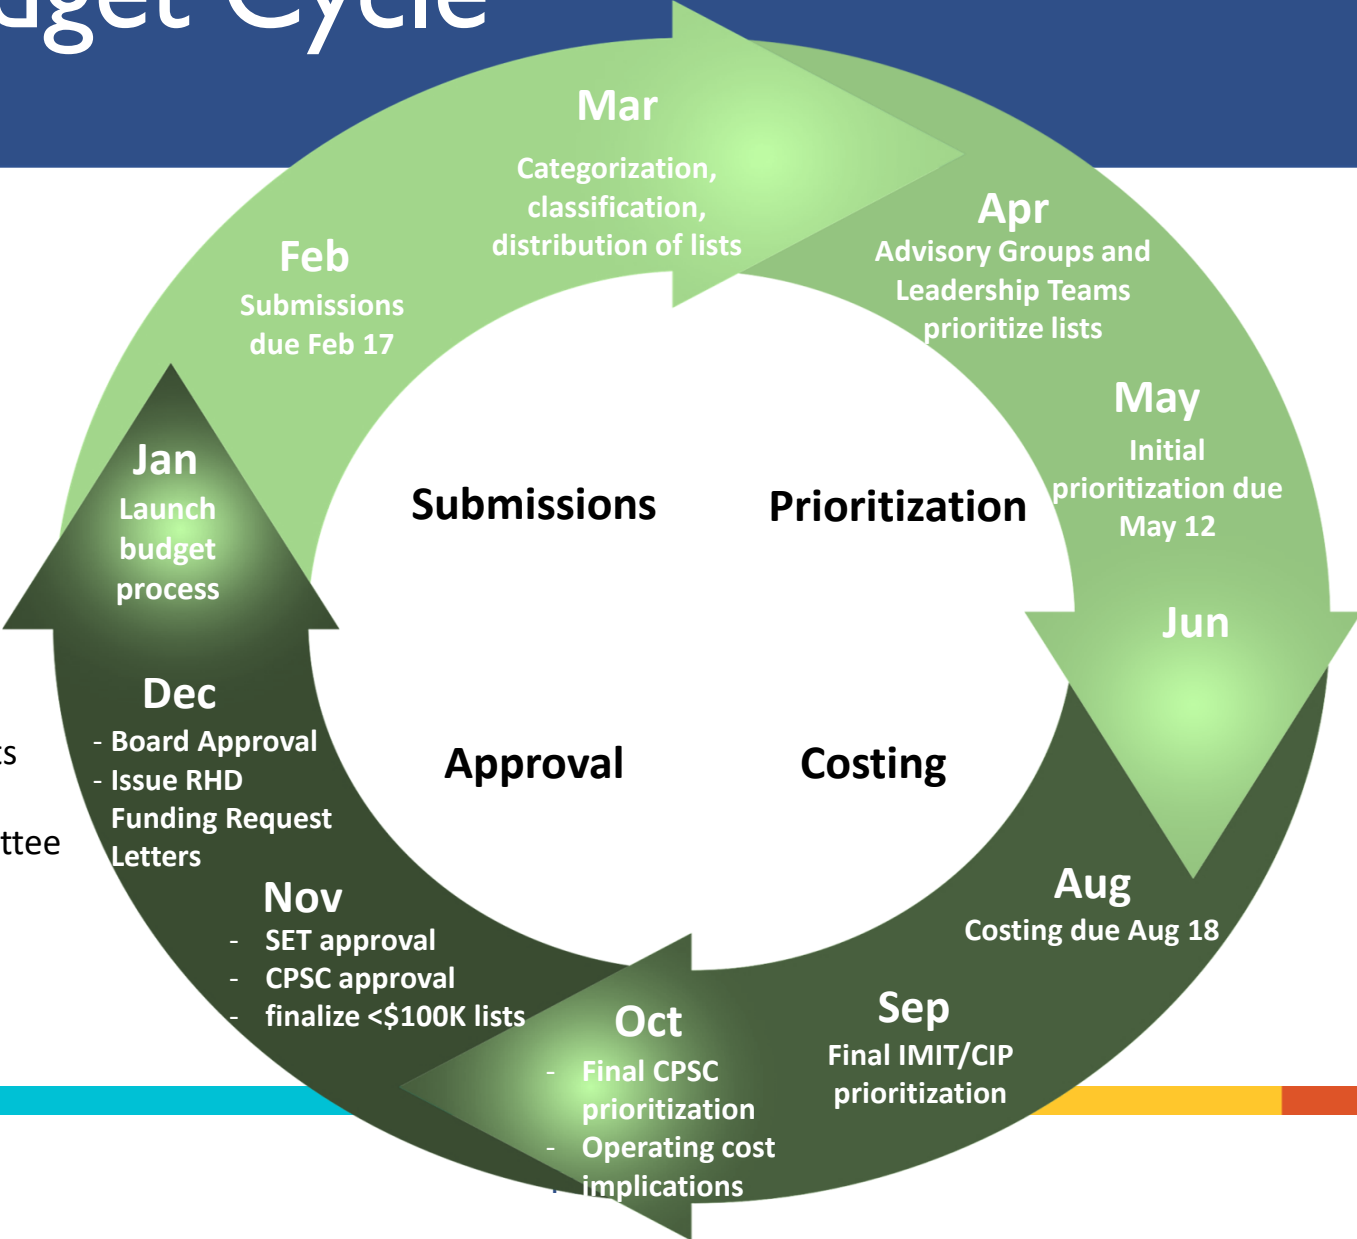 Cycle
Mar
Categorization,
classification,
distribution of lists
Apr
Advisory Groups and
Leadership Teams
prioritize lists
May
Initial
prioritization due
May 12
Jun
Aug
Costing due Aug 18
Sep
Final IMIT/CIP
prioritization
Oct
- Final CPSC
prioritization
- Operating cost
implications
Nov
- SET approval
- CPSC approval
- finalize <$100K lists
Dec
- Board Approval
- Issue RHD
Funding Request
Letters
Jan
Launch
budget
process
Feb
Submissions
due Feb 17
Submissions
Prioritization
Approval
Costing